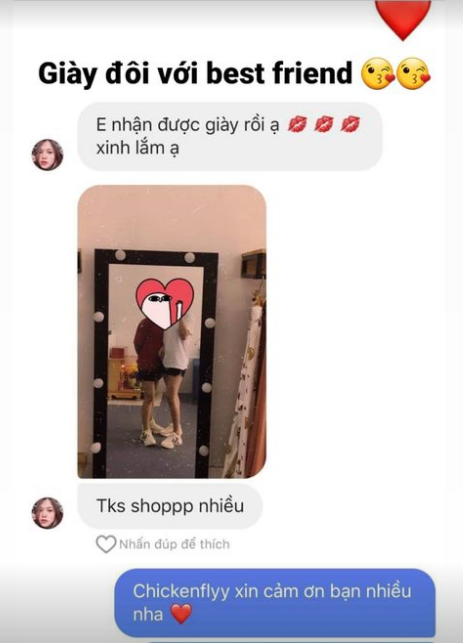 Giày đôi với best friend 😘😘
E nhận được giày rồi ạ 💋 💋 💋
xinh lắm ạ
Tks shoppp nhiều
Nhấn đúp để thích
Chickenflyy xin cảm ơn bạn nhiều
nha ❤️